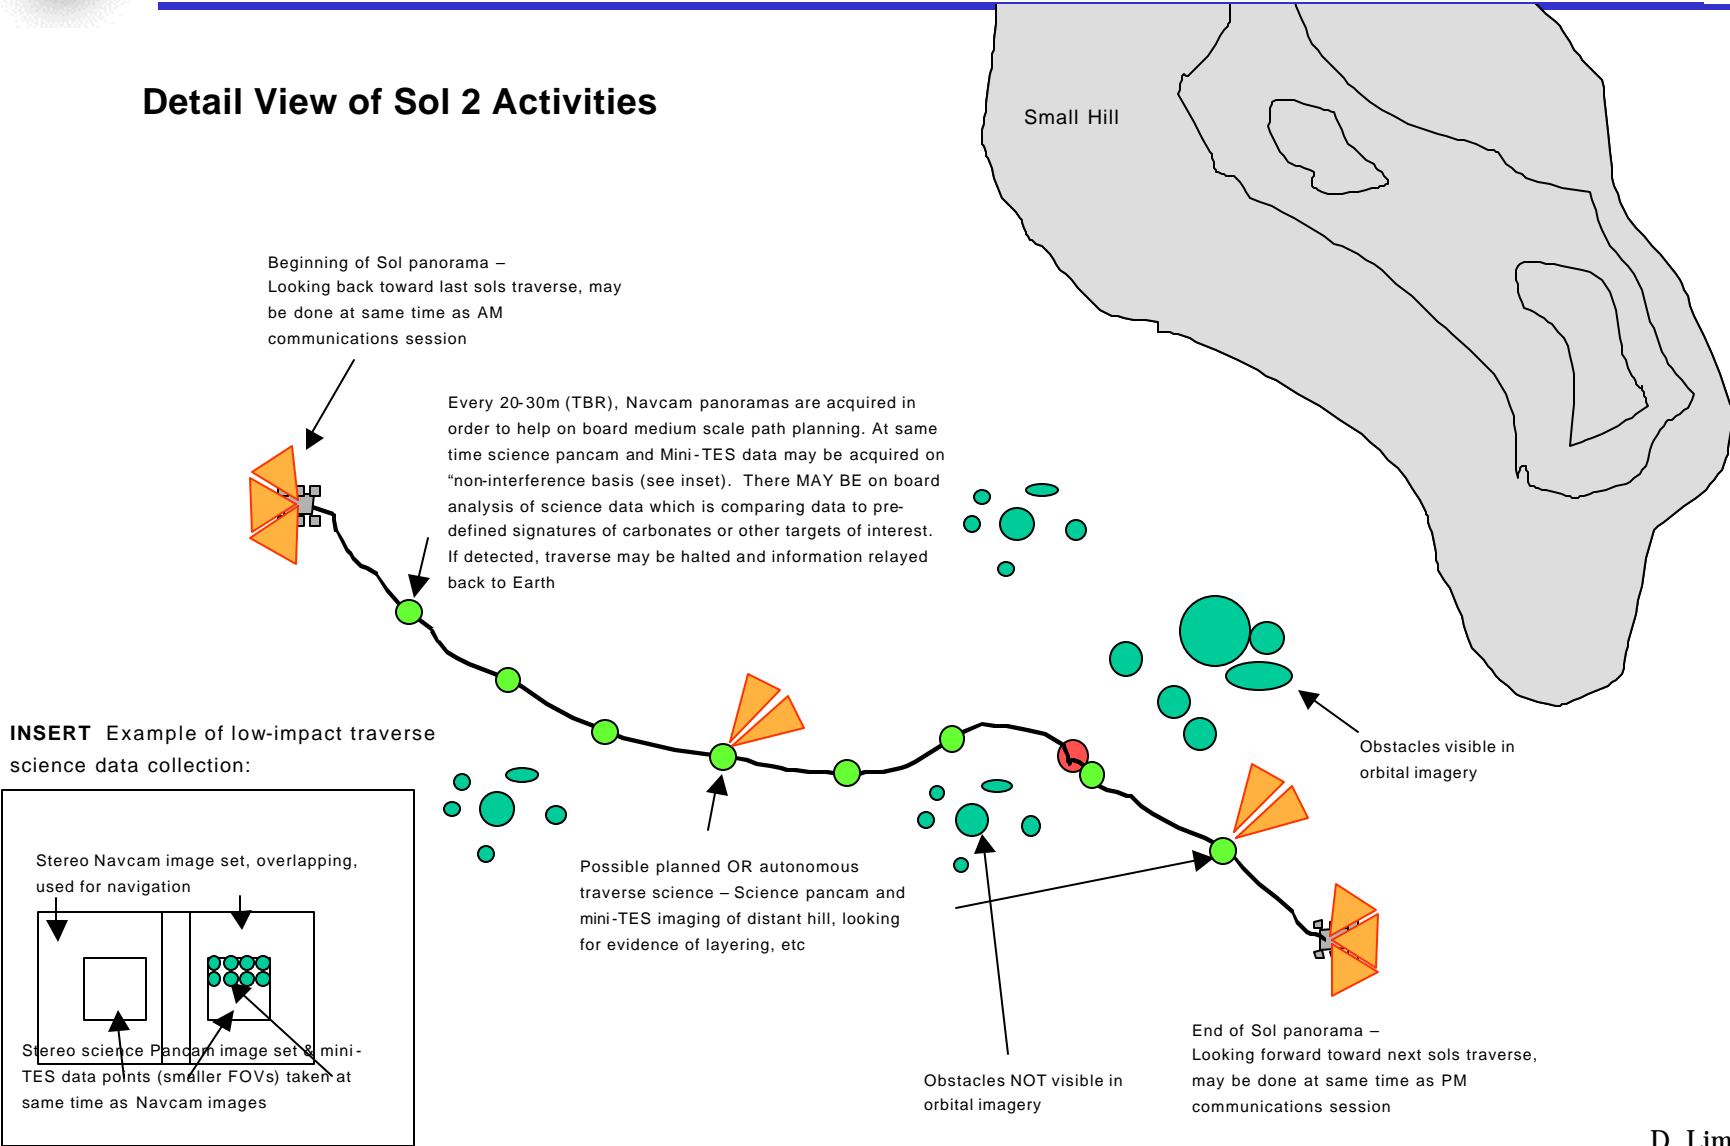 Detail View of Sol 2 Activities
Small Hill
Beginning of Sol panorama –
Looking back toward last sols traverse, may
be done at same time as AM
communications session
Every 20-30m (TBR), Navcam panoramas are acquired in
order to help on board medium scale path planning. At same
time science pancam and Mini-TES data may be acquired on
“non-interference basis (see inset).  There MAY BE on board
analysis of science data which is comparing data to pre-
defined signatures of carbonates or other targets of interest.
If detected, traverse may be halted and information relayed
back to Earth
INSERT  Example of low-impact traverse
science data collection:
Obstacles visible in
orbital imagery
Stereo Navcam image set, overlapping,
used for navigation
Possible planned OR autonomous
traverse science – Science pancam and
mini-TES imaging of distant hill, looking
for evidence of layering, etc
Stereo science Pancam image set & mini-
TES data points (smaller FOVs) taken at
same time as Navcam images
Obstacles NOT visible in
orbital imagery
End of Sol panorama –
Looking forward toward next sols traverse,
may be done at same time as PM
communications session
D. Lim